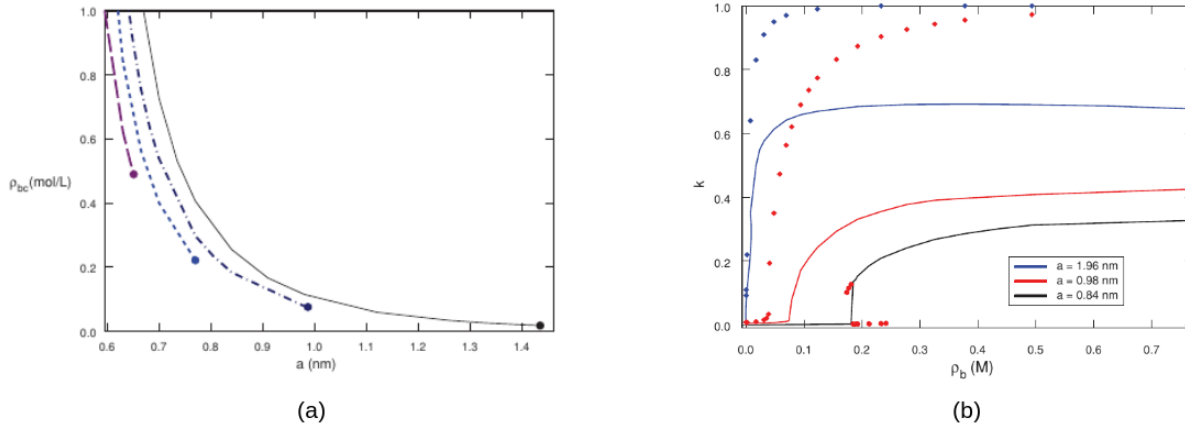 1.0
0.8
0.6
0.4
0.2
0.0
ρbc(mol/L)
0.6 0.7 0.8 0.9 1.0 1.1 1.2 1.3 1.4
a (nm)
(a)
1.0
0.8
0.6
0.4
0.2
0.0
k
a = 1.96 nm
a = 0.98 nm
a = 0.84 nm
0.0 0.1 0.2 0.3 0.4 0.5 0.6 0.7
ρb (M)
(b)